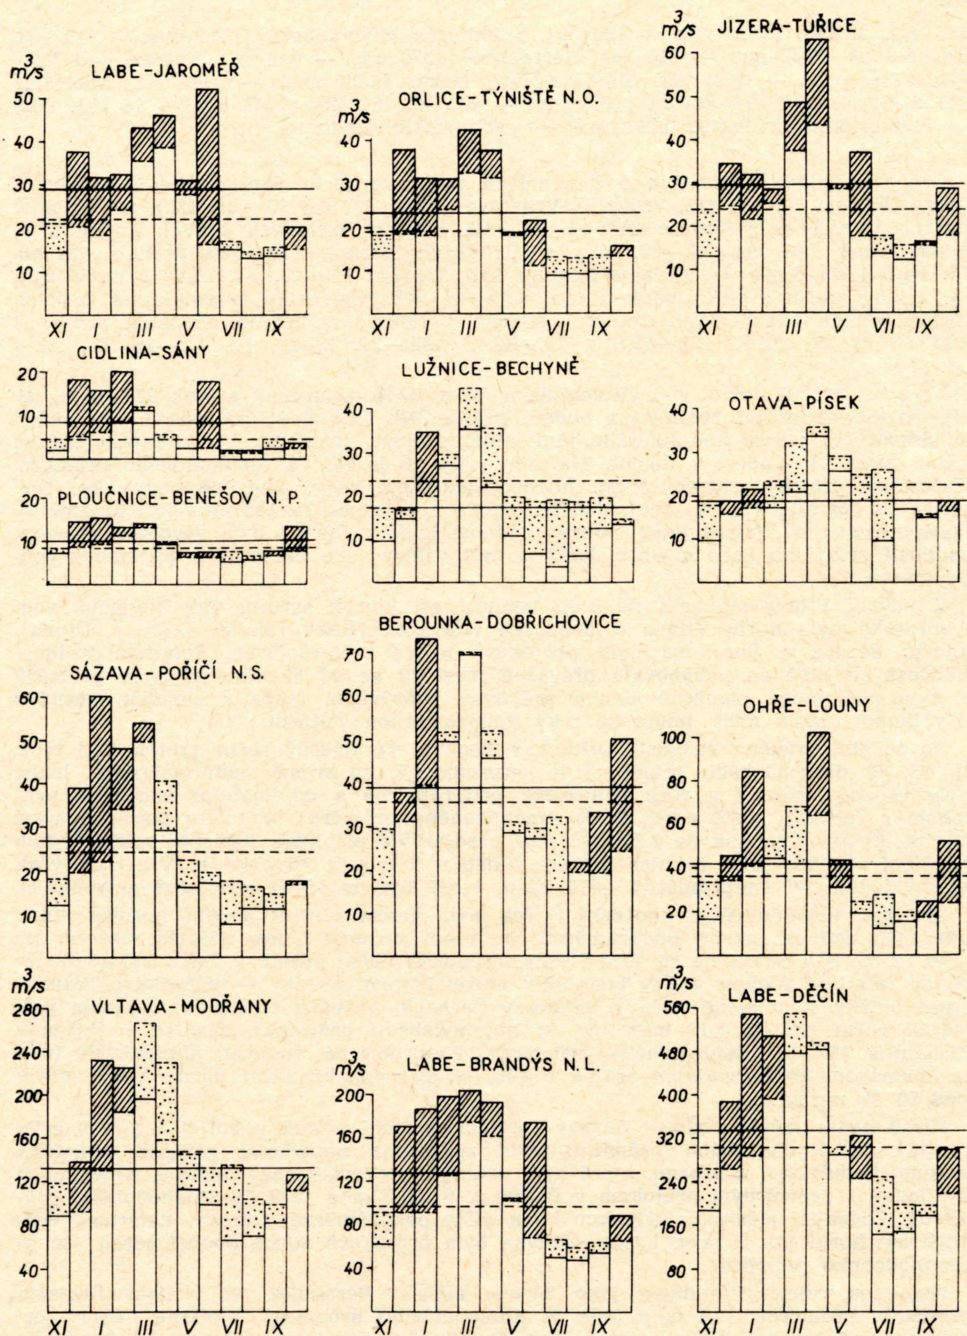 m³/s
LABE-JAROMĚŘ
50
40
30
20
10
XI I III V VII IX
m³/s
ORLICE-TÝNIŠTĚ N.O.
40
30
20
10
XI I III V VII IX
m³/s
JIZERA-TUŘICE
60
50
40
30
20
10
XI I III V VII IX
CIDLINA-SÁNY
20
10
PLOUČNICE-BENEŠOV N.P.
20
10
LUŽNICE-BECHYNĚ
40
30
20
10
OTAVA-PÍSEK
40
30
20
10
SÁZAVA-POŘÍČÍ N.S.
60
50
40
30
20
10
BEROUNKA-DOBŘICHOVICE
70
60
50
40
30
20
10
OHŘE-LOUNY
100
80
60
40
20
m³/s
VLTAVA-MODŘANY
280
240
200
160
120
80
40
XI I III V VII IX
m³/s
LABE-BRANDÝS N.L.
200
160
120
80
40
XI I III V VII IX
m³/s
LABE-DĚČÍN
560
480
400
320
240
160
80
XI I III V VII IX